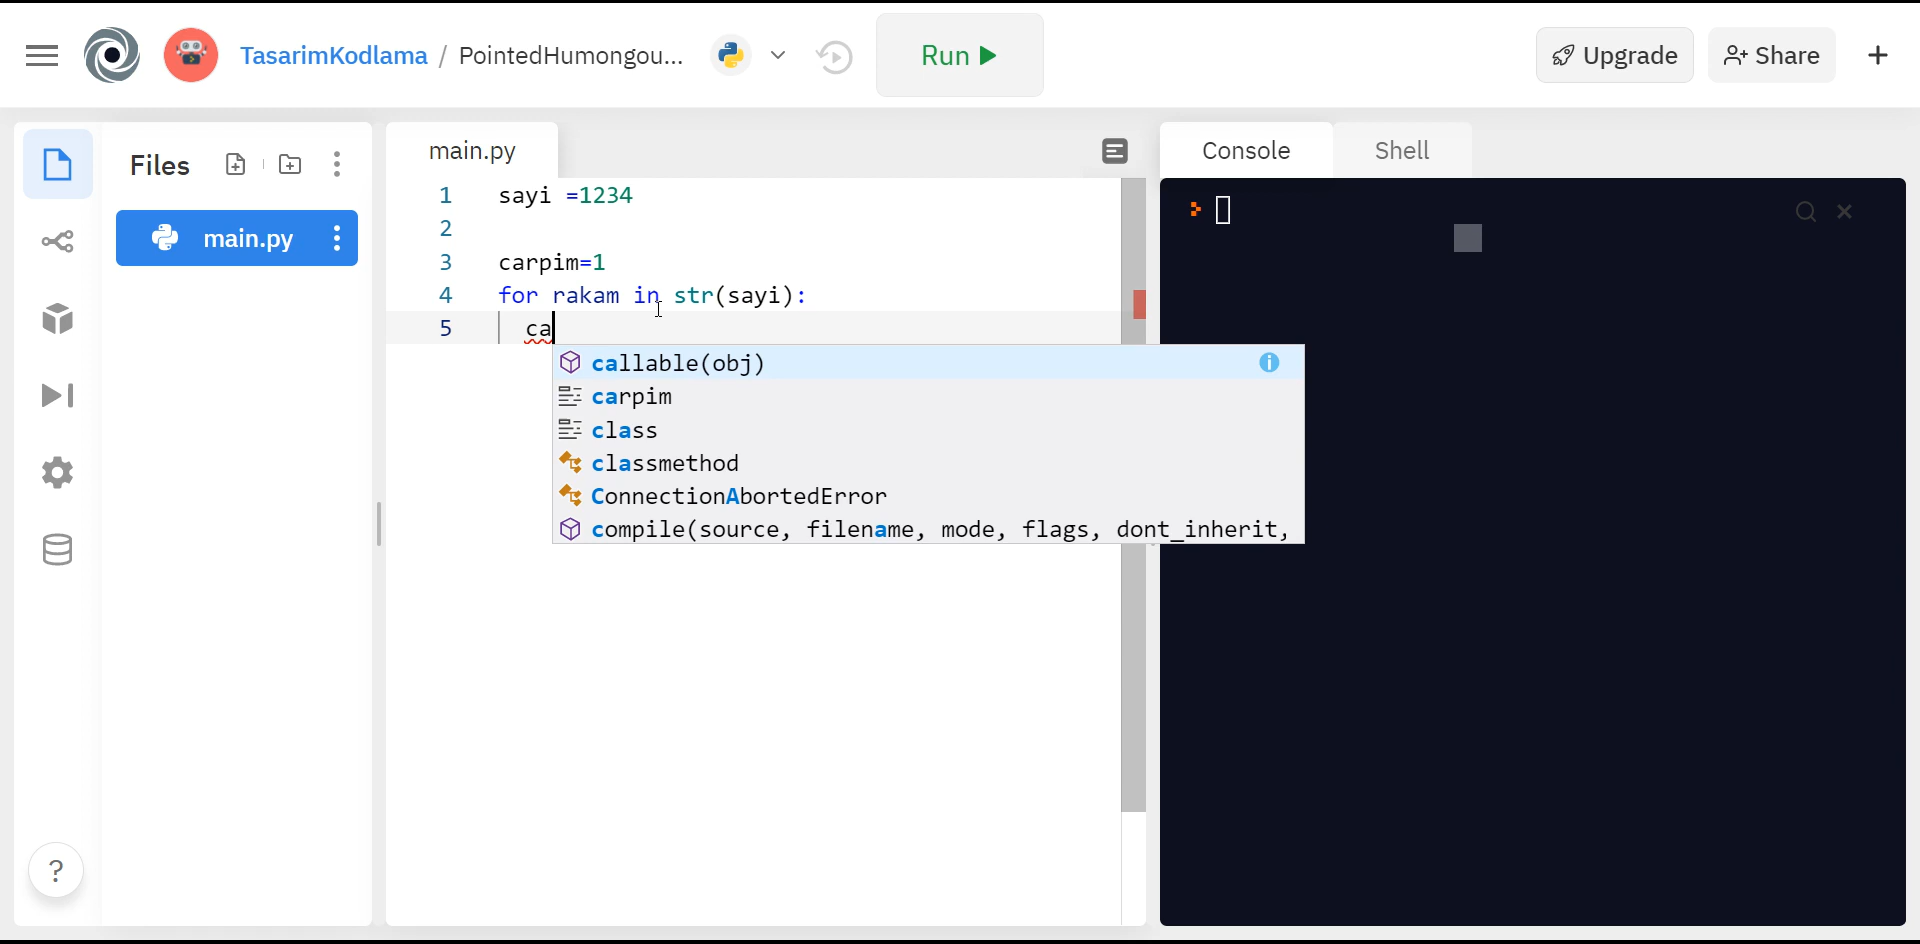 TasarimKodlama / PointedHumongou... Run Upgrade Share +
Files
main.py
main.py
1 sayi =1234
2
3 carpim=1
4 for rakam in str(sayi):
5 ca
callable(obj)
carpim
class
classmethod
ConnectionAbortedError
compile(source, filename, mode, flags, dont_inherit,
Console Shell
?